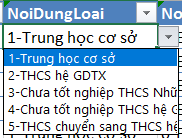 NoiDungLoai
1-Trung học cơ sở
1-Trung học cơ sở
2-THCS hệ GDTX
3-Chưa tốt nghiệp THCS Nhữ
4-Chưa tốt nghiệp THCS hệ G
5-THCS chuyển sang THCS hệ